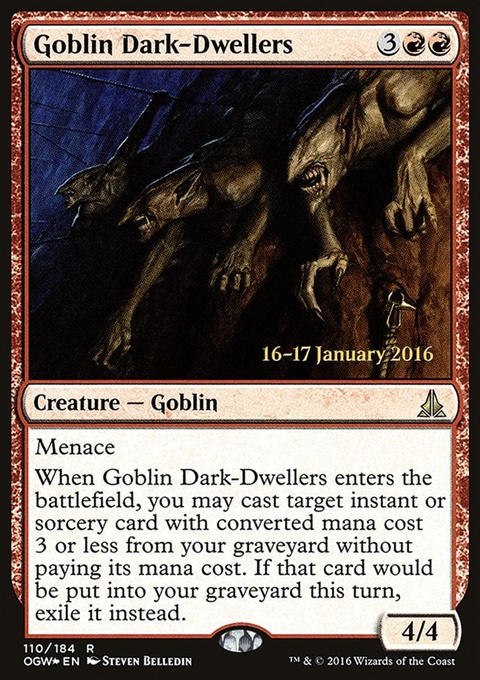 Goblin Dark-Dwellers 3
16–17 January 2016
Creature — Goblin
Menace
When Goblin Dark-Dwellers enters the
battlefield, you may cast target instant or
sorcery card with converted mana cost
3 or less from your graveyard without
paying its mana cost. If that card would
be put into your graveyard this turn,
exile it instead.
4/4
110/184 R
OGW★EN Steven Belledin
™ & © 2016 Wizards of the Coast